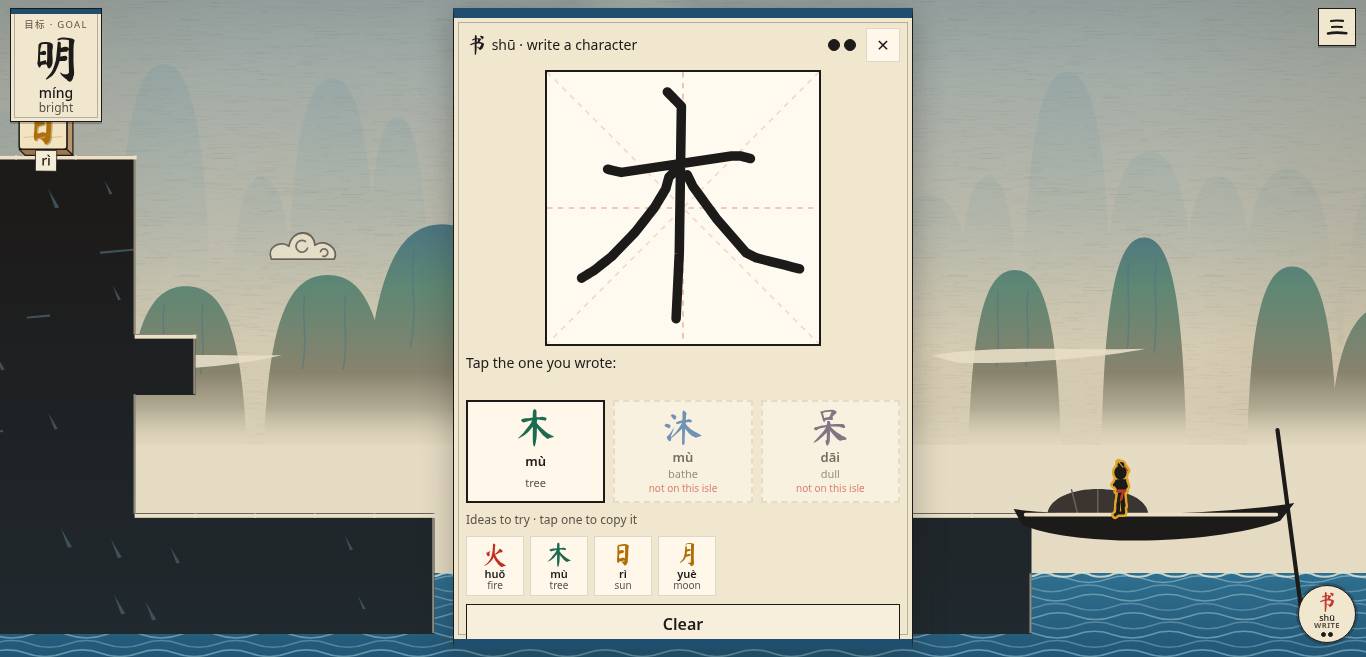 目标 · GOAL
明
míng
bright
日
rì
书 shū · write a character
✕
三
木
Tap the one you wrote:
木
mù
tree
沐
mù
bathe
not on this isle
呆
dāi
dull
not on this isle
Ideas to try · tap one to copy it
火
huǒ
fire
木
mù
tree
日
rì
sun
月
yuè
moon
Clear
书
shū
WRITE